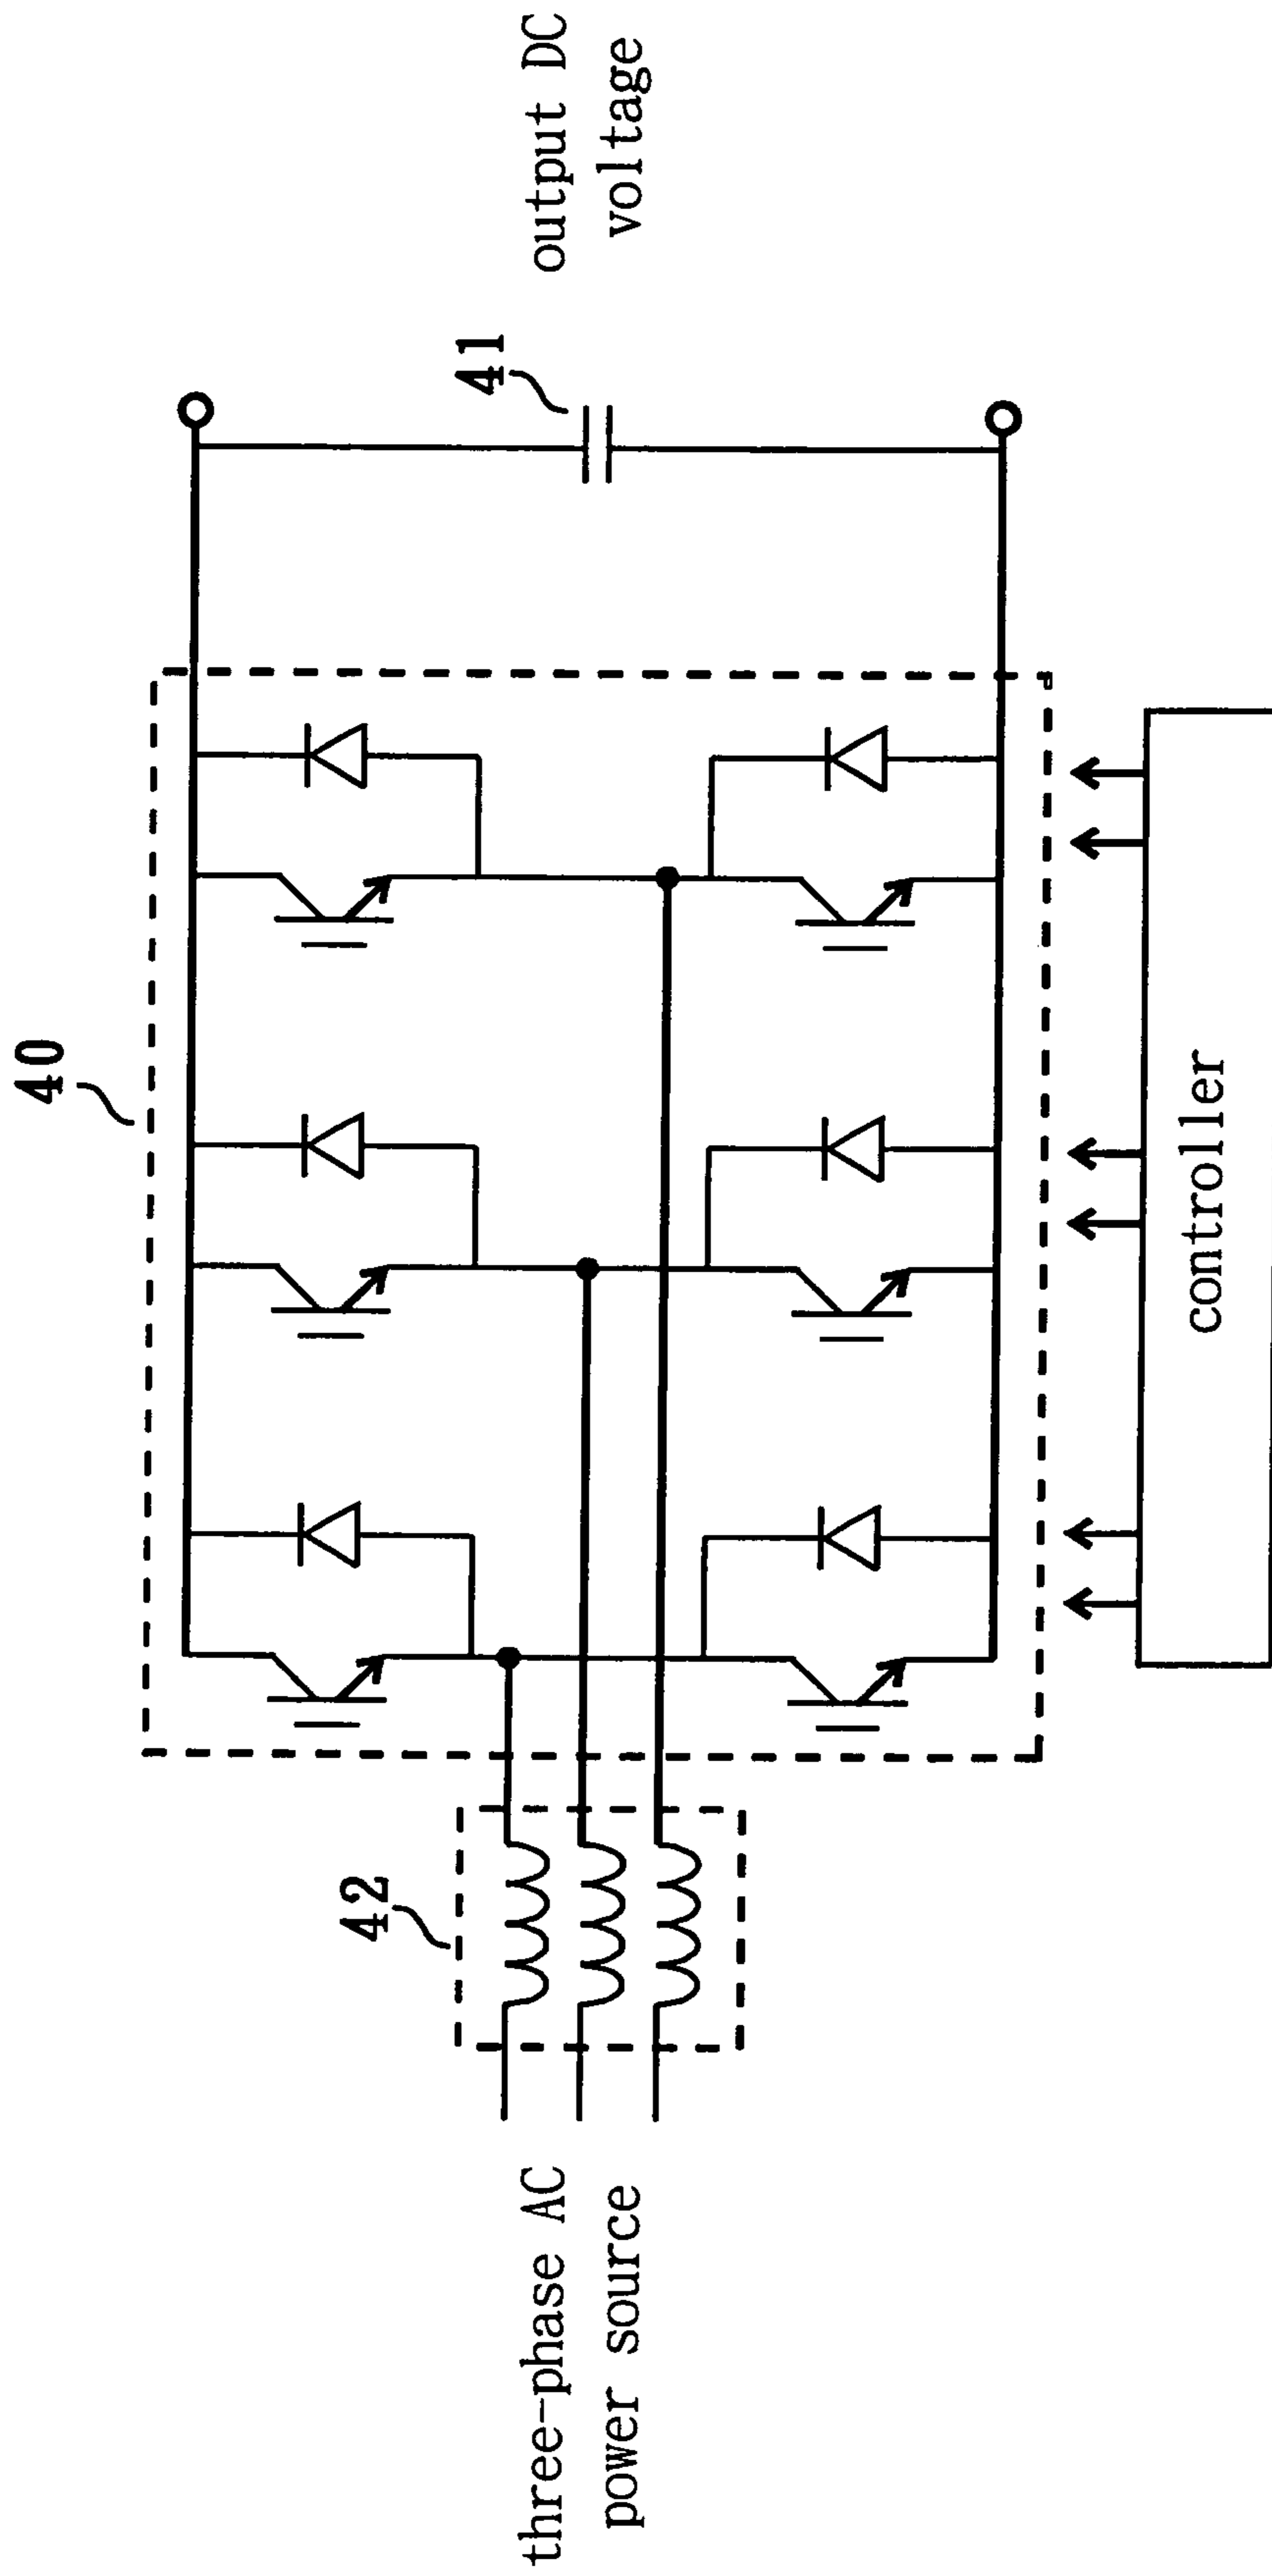 40
42
41
three-phase AC
power source
output DC
voltage
controller